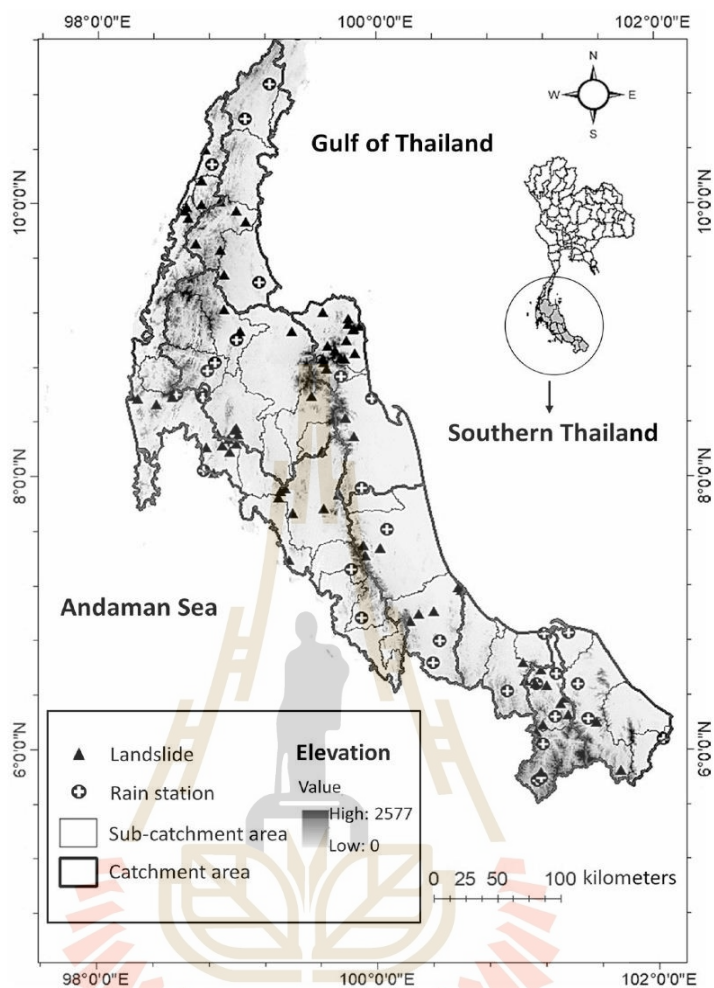 98°0'0"E 100°0'0"E 102°0'0"E
N
W E
S
Gulf of Thailand
10°0'0"N
10°0'0"N
Southern Thailand
8°0'0"N
8°0'0"N
Andaman Sea
6°0'0"N
6°0'0"N
Landslide
Rain station
Sub-catchment area
Catchment area
Elevation
Value
High: 2577
Low: 0
0 25 50 100 kilometers
98°0'0"E 100°0'0"E 102°0'0"E